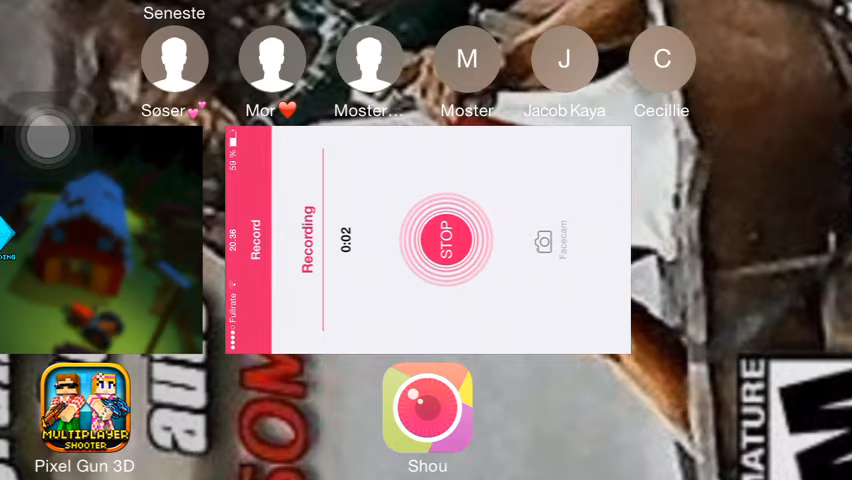 Seneste
M
J
C
Søser💕
Mor❤️
Moster...
Moster
Jacob Kaya
Cecillie
59 %
20.36
Fullrate
Record
Recording
0:02
STOP
Facecam
MULTIPLAYER
SHOOTER
Pixel Gun 3D
Shou
MATURE